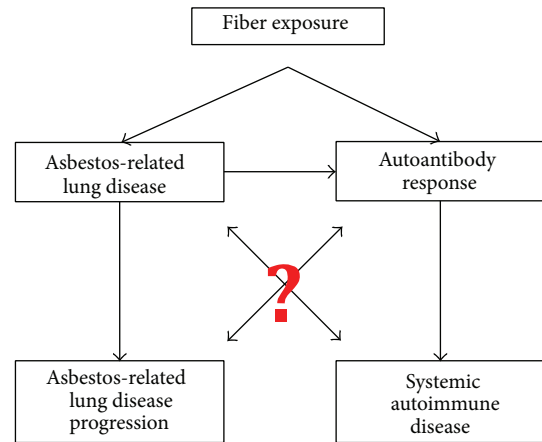 Fiber exposure
Asbestos-related
lung disease
Autoantibody
response
?
Asbestos-related
lung disease
progression
Systemic
autoimmune
disease